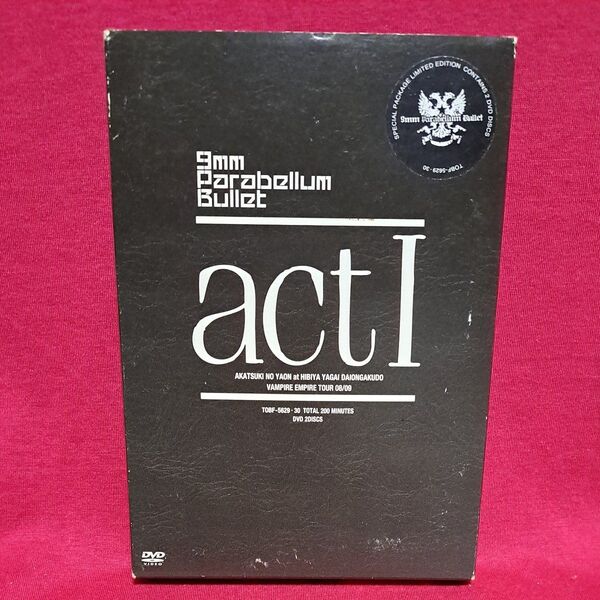 SPECIAL PACKAGE LIMITED EDITION CONTAINS 2 DVD DISCS
9mm Parabellum Bullet
TOBF-5629·30
9mm
Parabellum
Bullet
act I
AKATSUKI NO YAON at HIBIYA YAGAI DAIONGAKUDO
VAMPIRE EMPIRE TOUR 08/09
TOBF-5629·30 TOTAL 200 MINUTES
DVD 2DISCS
DVD
VIDEO